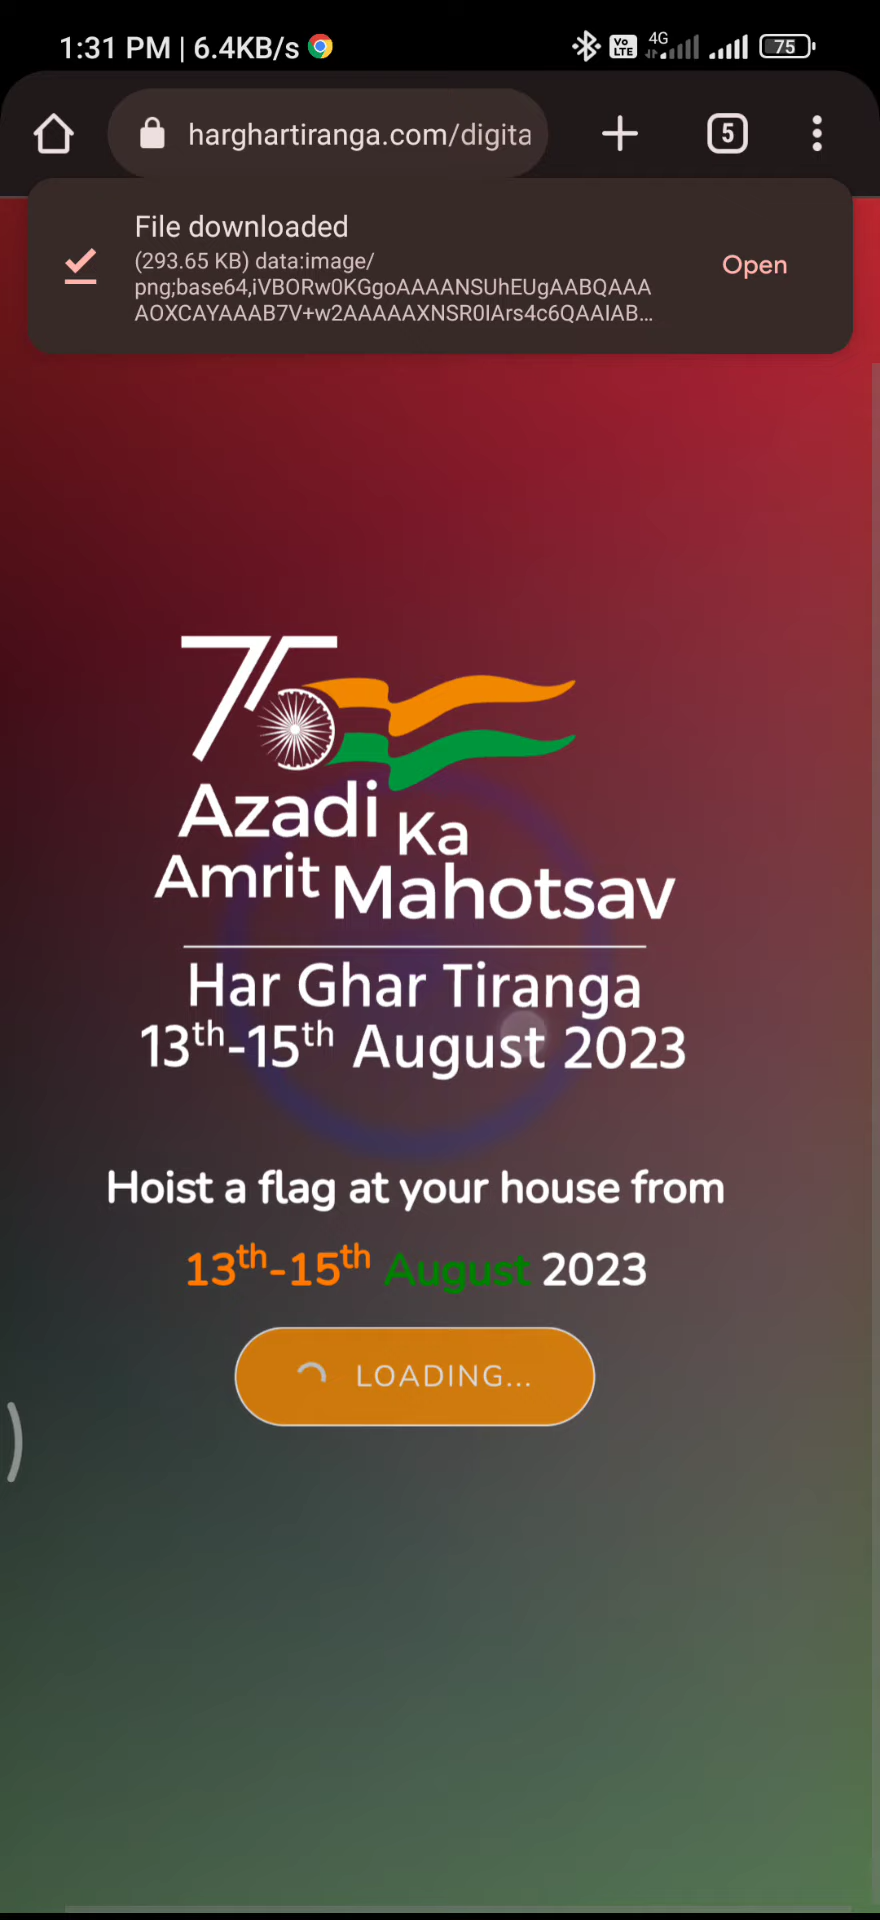 1:31 PM | 6.4KB/s
Vo LTE 4G 75
harghartiranga.com/digita
5
File downloaded
(293.65 KB) data:image/
png;base64,iVBORw0KGgoAAAANSUhEUgAABQAAA
AOXCAYAAAB7V+w2AAAAAXNSR0IArs4c6QAAIAB...
Open
75
Azadi Ka
Amrit Mahotsav
Har Ghar Tiranga
13th-15th August 2023
Hoist a flag at your house from
13th-15th August 2023
LOADING...